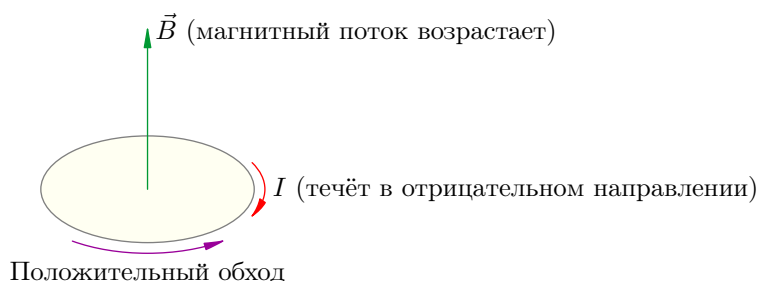 B⃗ (магнитный поток возрастает)
I (течёт в отрицательном направлении)
Положительный обход